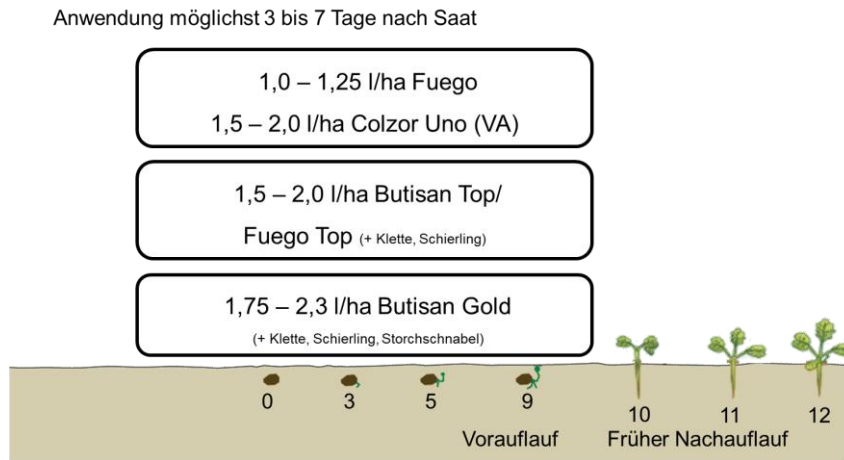 Anwendung möglichst 3 bis 7 Tage nach Saat
1,0 – 1,25 l/ha Fuego
1,5 – 2,0 l/ha Colzor Uno (VA)
1,5 – 2,0 l/ha Butisan Top/
Fuego Top (+ Klette, Schierling)
1,75 – 2,3 l/ha Butisan Gold
(+ Klette, Schierling, Storchschnabel)
0 3 5 9 10 11 12
Vorauflauf Früher Nachauflauf